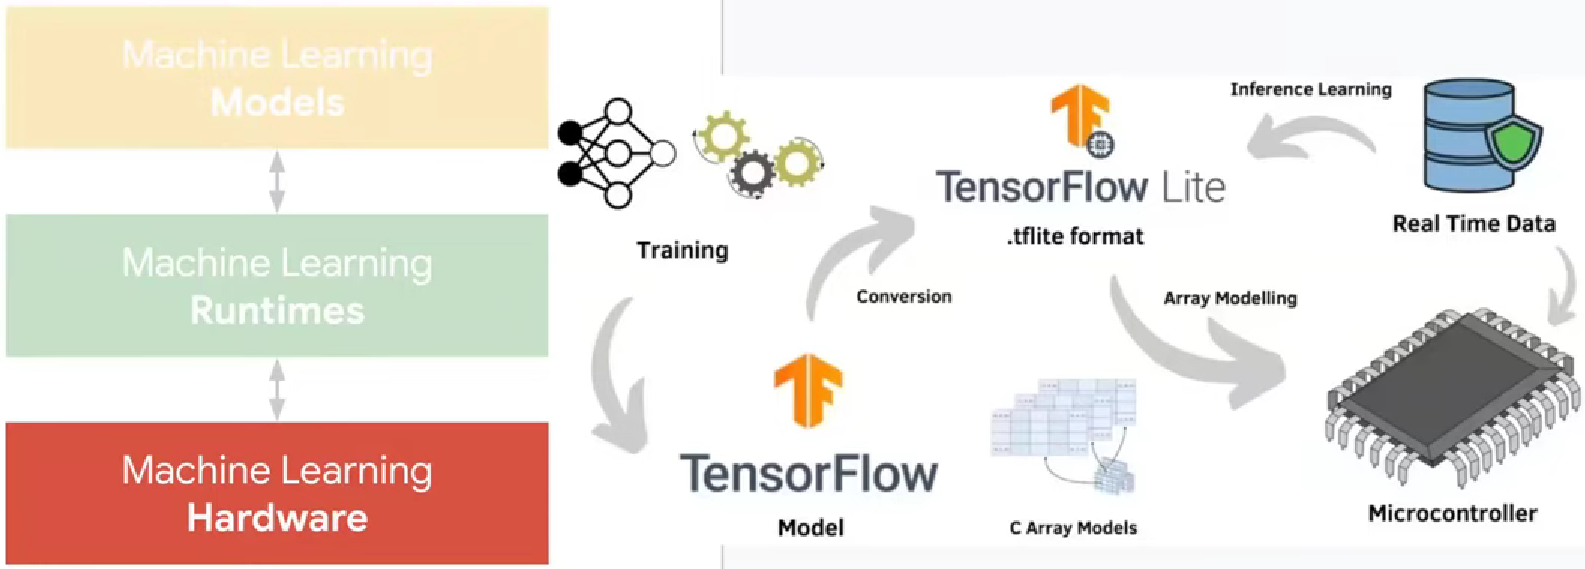 Machine Learning
Models
Machine Learning
Runtimes
Machine Learning
Hardware
Training
TensorFlow
Model
Conversion
TensorFlow Lite
.tflite format
Inference Learning
Real Time Data
Array Modelling
C Array Models
Microcontroller